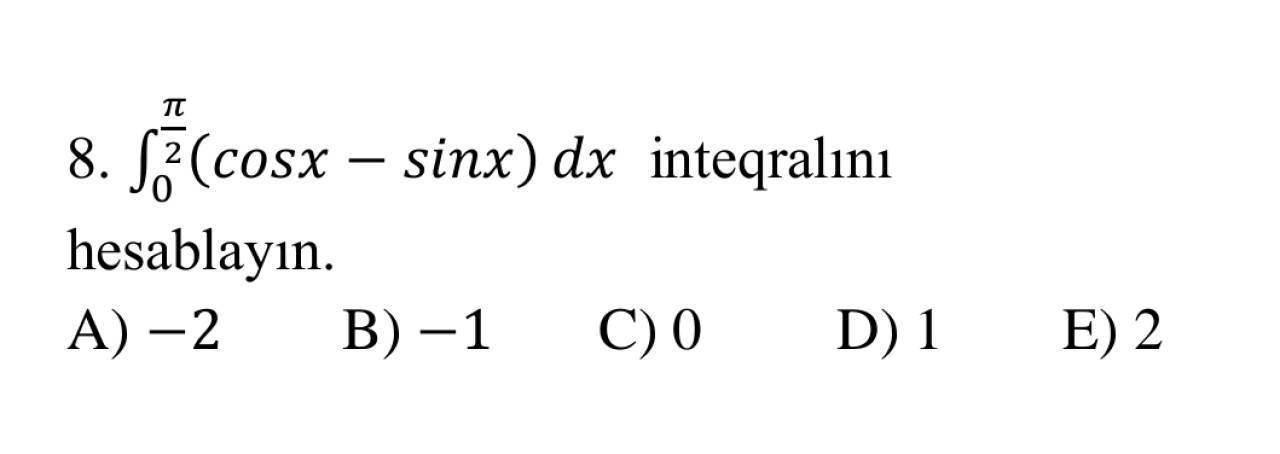 8. ∫₀^(π/2) (cosx − sinx) dx inteqralını
hesablayın.
A) −2 B) −1 C) 0 D) 1 E) 2